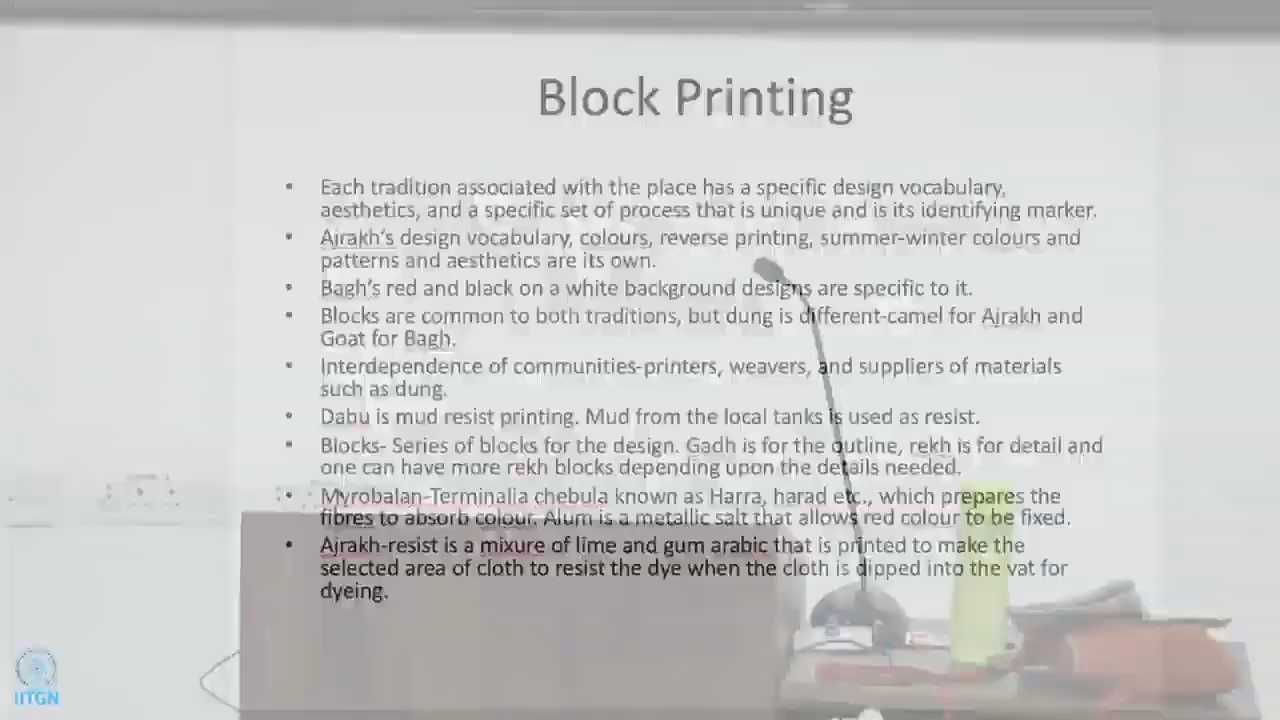 Block Printing
• Each tradition associated with the place has a specific design vocabulary,
aesthetics, and a specific set of process that is unique and is its identifying marker.
• Ajrakh's design vocabulary, colours, reverse printing, summer-winter colours and
patterns and aesthetics are its own.
• Bagh's red and black on a white background designs are specific to it.
• Blocks are common to both traditions, but dung is different-camel for Ajrakh and
Goat for Bagh.
• Interdependence of communities-printers, weavers, and suppliers of materials
such as dung.
• Dabu is mud resist printing. Mud from the local tanks is used as resist.
• Blocks- Series of blocks for the design. Gadh is for the outline, rekh is for detail and
one can have more rekh blocks depending upon the details needed.
• Myrobalan-Terminalia chebula known as Harra, harad etc., which prepares the
fibres to absorb colour. Alum is a metallic salt that allows red colour to be fixed.
• Ajrakh-resist is a mixure of lime and gum arabic that is printed to make the
selected area of cloth to resist the dye when the cloth is dipped into the vat for
dyeing.
IITGN